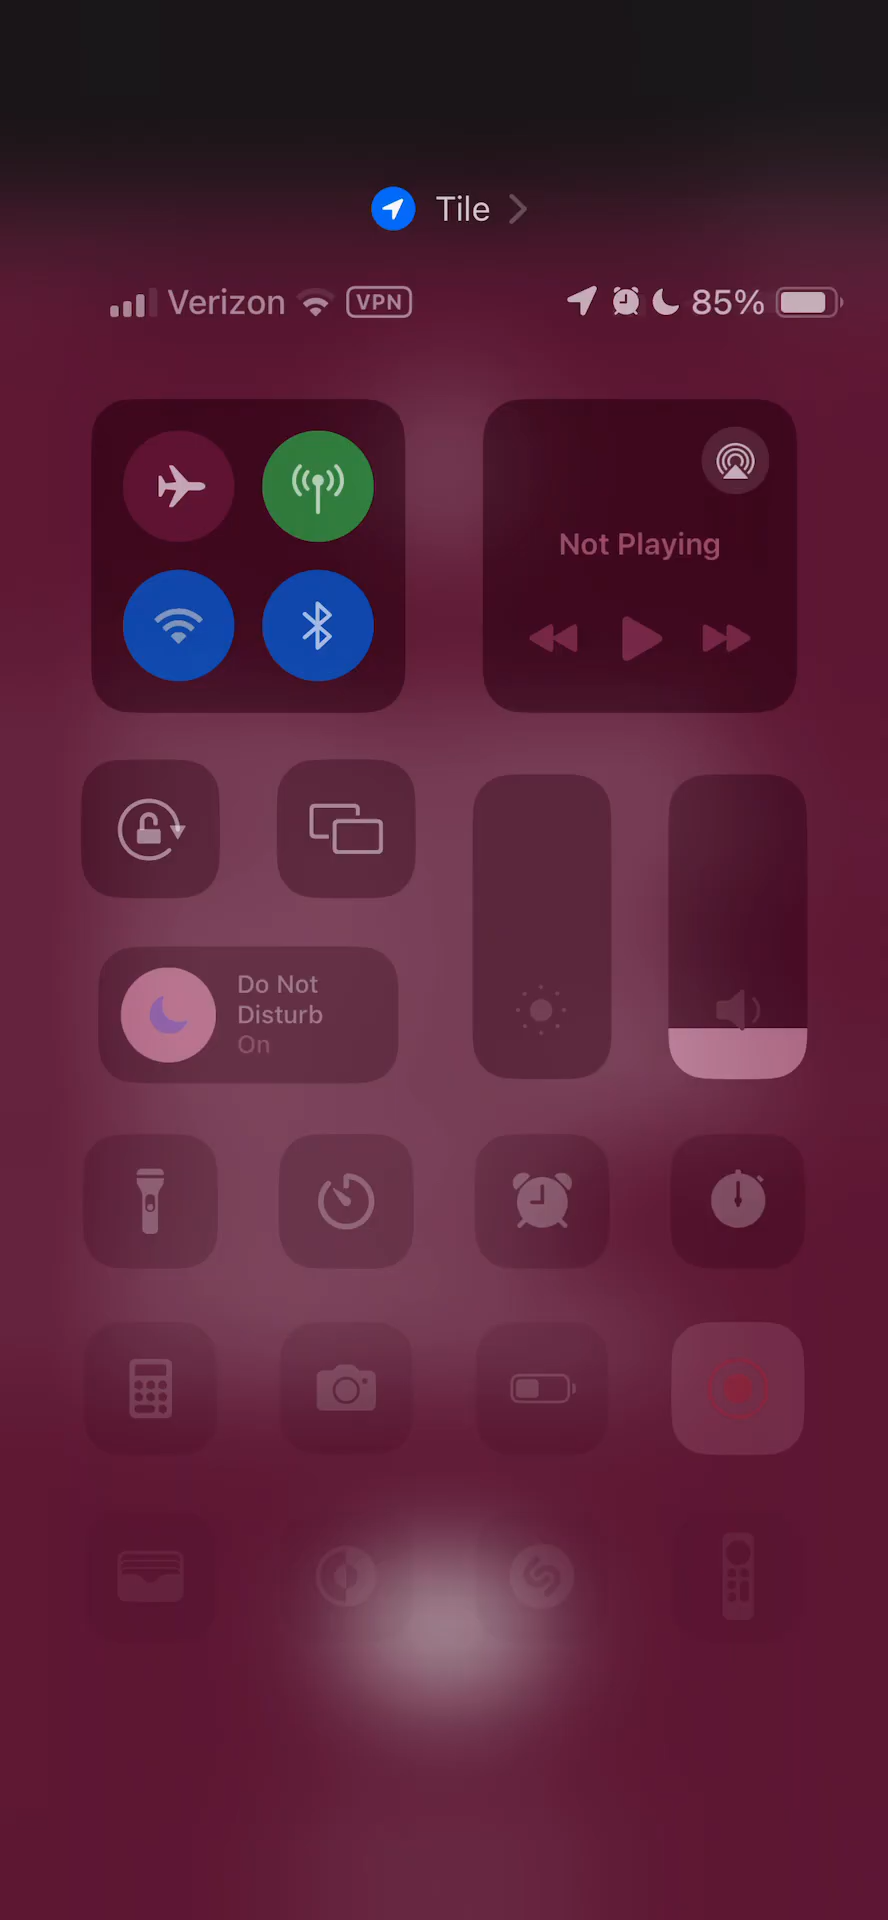 Tile
Verizon VPN 85%
Not Playing
Do Not
Disturb
On